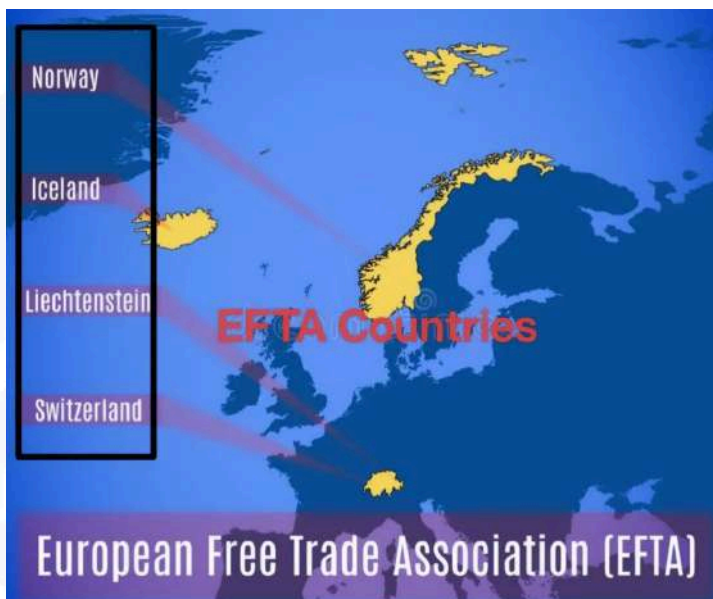 Norway
Iceland
Liechtenstein
EFTA Countries
Switzerland
European Free Trade Association (EFTA)